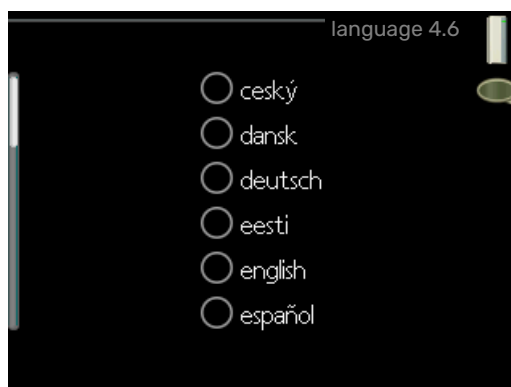 language 4.6
ceský
dansk
deutsch
eesti
english
español